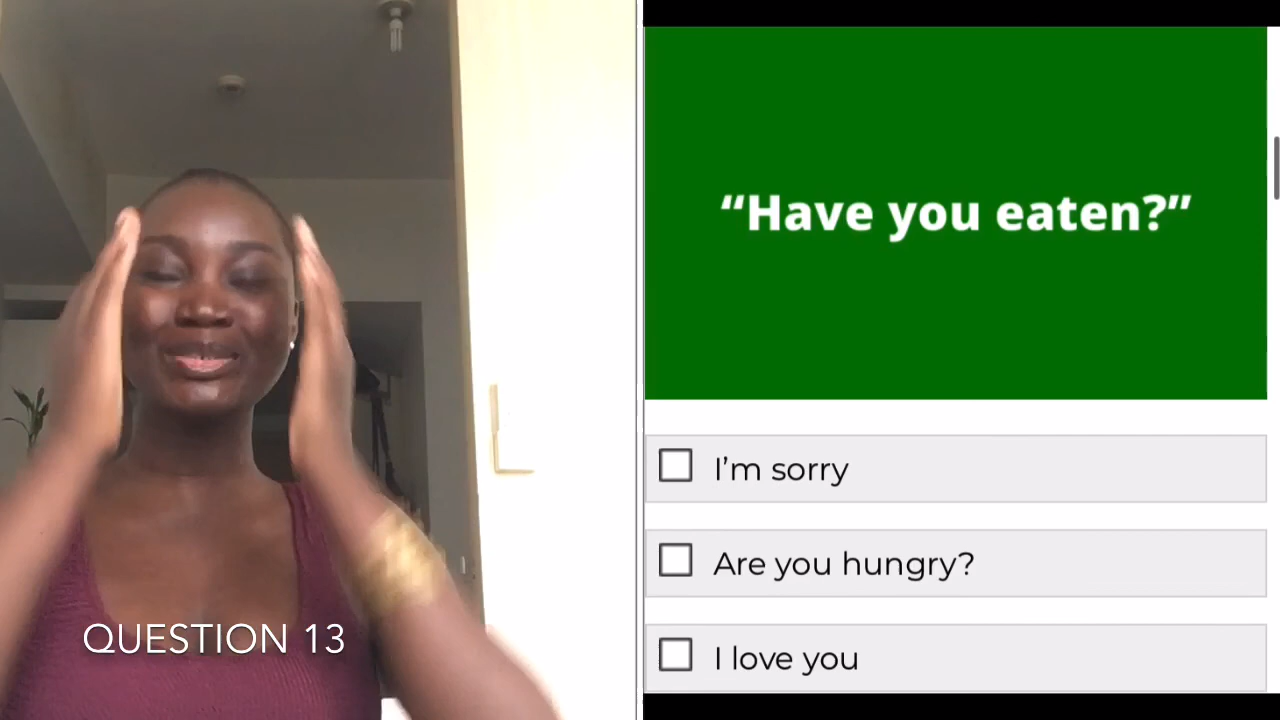 QUESTION 13
“Have you eaten?”
I’m sorry
Are you hungry?
I love you